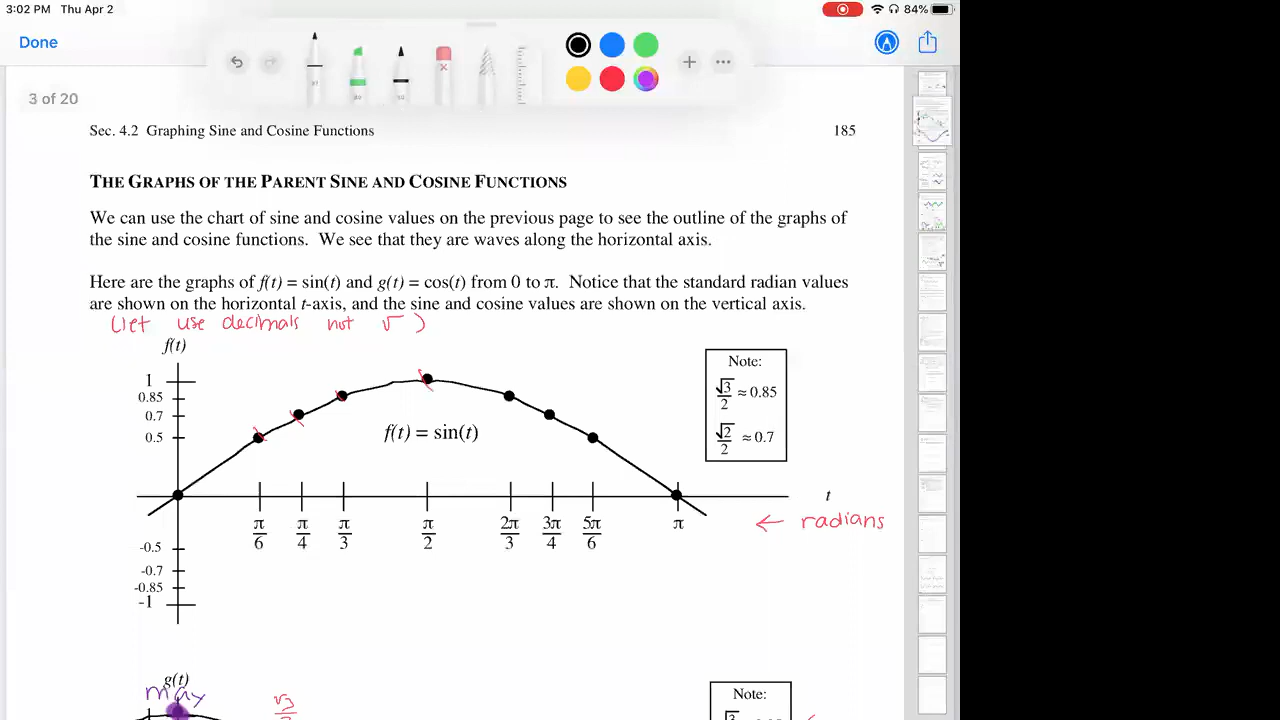 3:02 PM Thu Apr 2
84%
Done
3 of 20
Sec. 4.2 Graphing Sine and Cosine Functions 185
THE GRAPHS OF THE PARENT SINE AND COSINE FUNCTIONS
We can use the chart of sine and cosine values on the previous page to see the outline of the graphs of
the sine and cosine functions. We see that they are waves along the horizontal axis.
Here are the graphs of f(t) = sin(t) and g(t) = cos(t) from 0 to π. Notice that the standard radian values
are shown on the horizontal t-axis, and the sine and cosine values are shown on the vertical axis.
(let use decimals not √ )
f(t)
1
0.85
0.7
0.5
f(t) = sin(t)
Note:
√3/2 ≈ 0.85
√2/2 ≈ 0.7
t
π/6 π/4 π/3 π/2 2π/3 3π/4 5π/6 π
← radians
-0.5
-0.7
-0.85
-1
g(t)
max
Note: